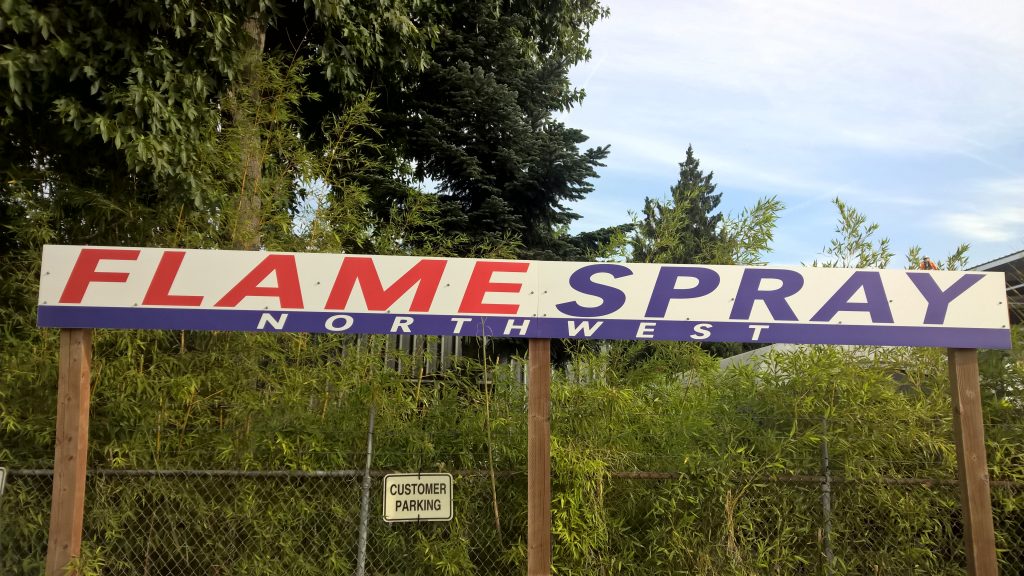 FLAME SPRAY
NORTHWEST
CUSTOMER
PARKING